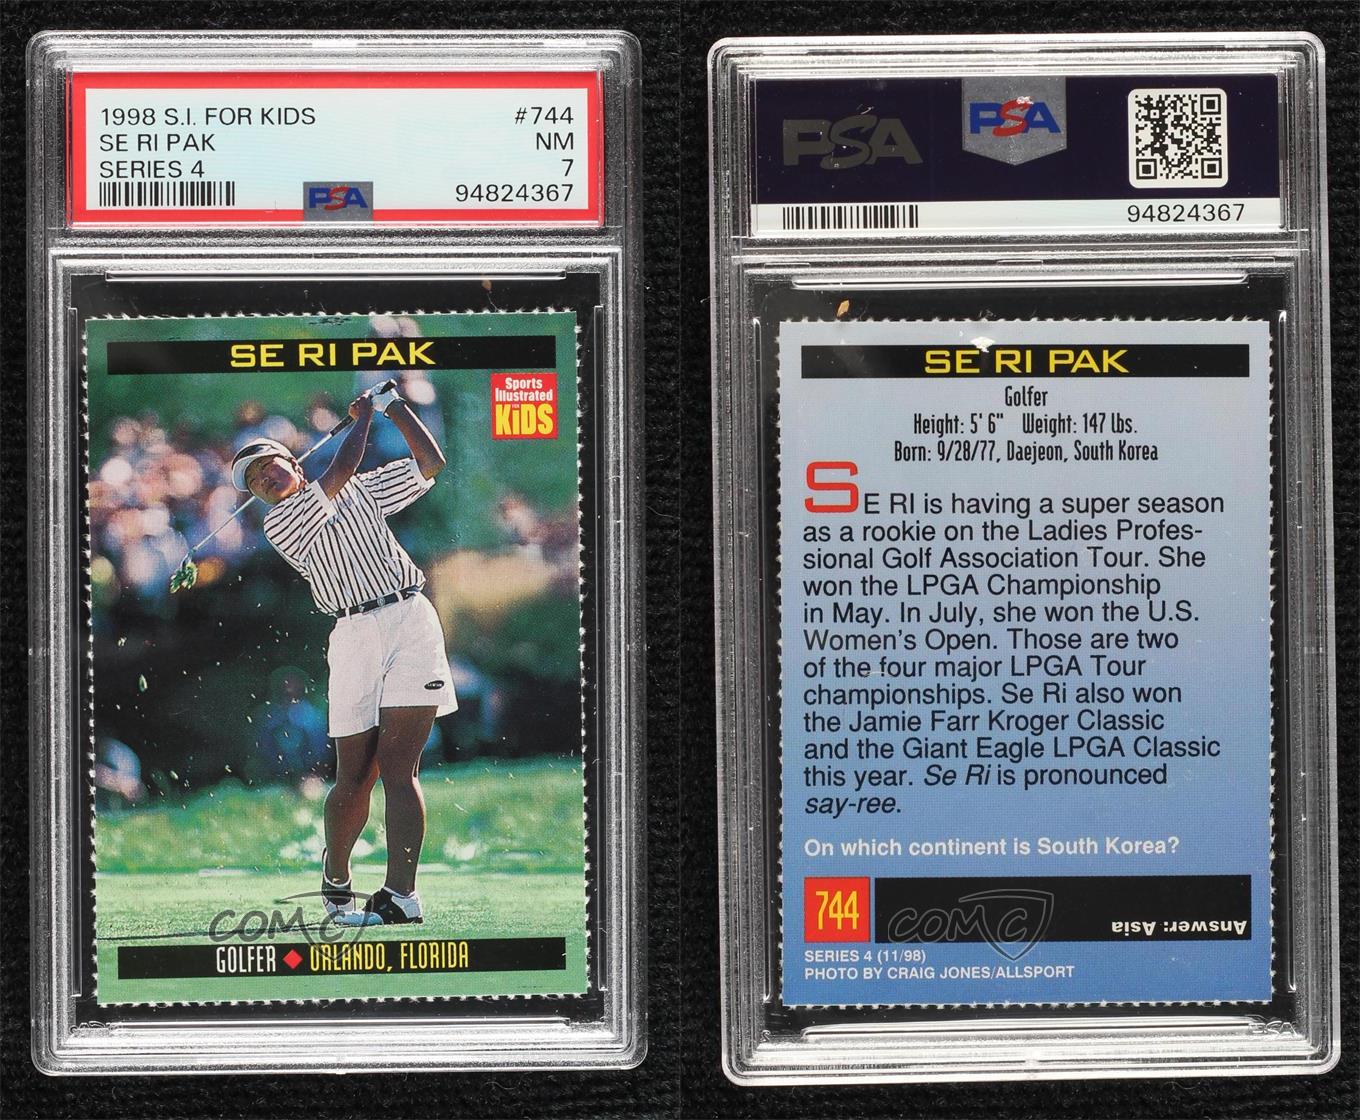 1998 S.I. FOR KIDS #744
SE RI PAK NM
SERIES 4 7
PSA 94824367
SE RI PAK
Sports
Illustrated
FOR
KIDS
COMC
GOLFER ♦ ORLANDO, FLORIDA
PSA PSA
94824367
SE RI PAK
Golfer
Height: 5' 6" Weight: 147 lbs.
Born: 9/28/77, Daejeon, South Korea
SE RI is having a super season
as a rookie on the Ladies Profes-
sional Golf Association Tour. She
won the LPGA Championship
in May. In July, she won the U.S.
Women's Open. Those are two
of the four major LPGA Tour
championships. Se Ri also won
the Jamie Farr Kroger Classic
and the Giant Eagle LPGA Classic
this year. Se Ri is pronounced
say-ree.
On which continent is South Korea?
744 COMC Answer: Asia
SERIES 4 (11/98)
PHOTO BY CRAIG JONES/ALLSPORT